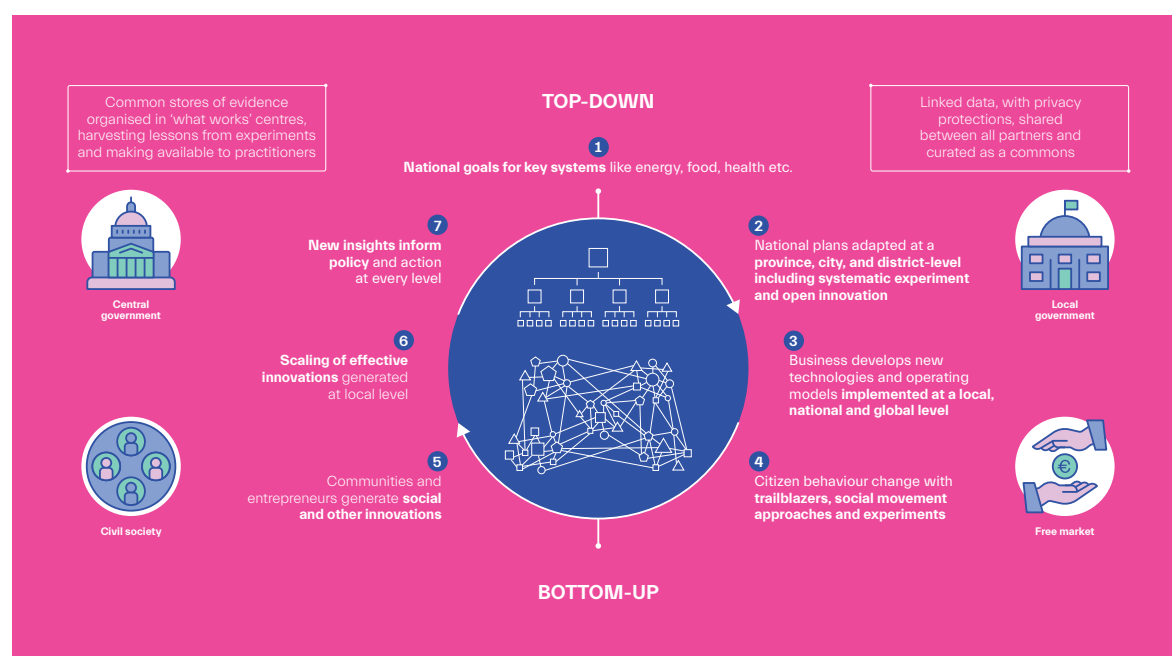 Common stores of evidence
organised in ‘what works’ centres,
harvesting lessons from experiments
and making available to practitioners
TOP-DOWN
Linked data, with privacy
protections, shared
between all partners and
curated as a commons
1
National goals for key systems like energy, food, health etc.
2
National plans adapted at a
province, city, and district-level
including systematic experiment
and open innovation
3
Business develops new
technologies and operating
models implemented at a local,
national and global level
4
Citizen behaviour change with
trailblazers, social movement
approaches and experiments
5
Communities and
entrepreneurs generate social
and other innovations
6
Scaling of effective
innovations generated
at local level
7
New insights inform
policy and action
at every level
Central
government
Local
government
Civil society
€
Free market
BOTTOM-UP